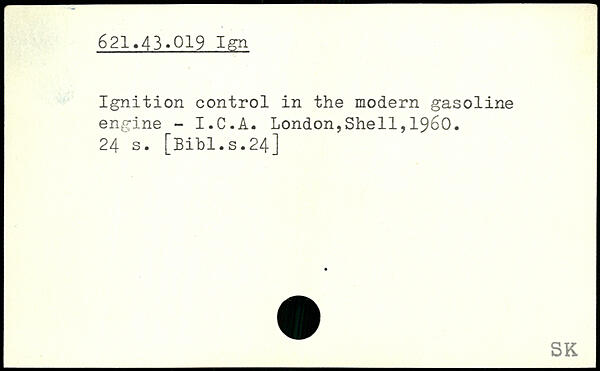 621.43.019 Ign
Ignition control in the modern gasoline
engine - I.C.A. London,Shell,1960.
24 s. [Bibl.s.24]
SK